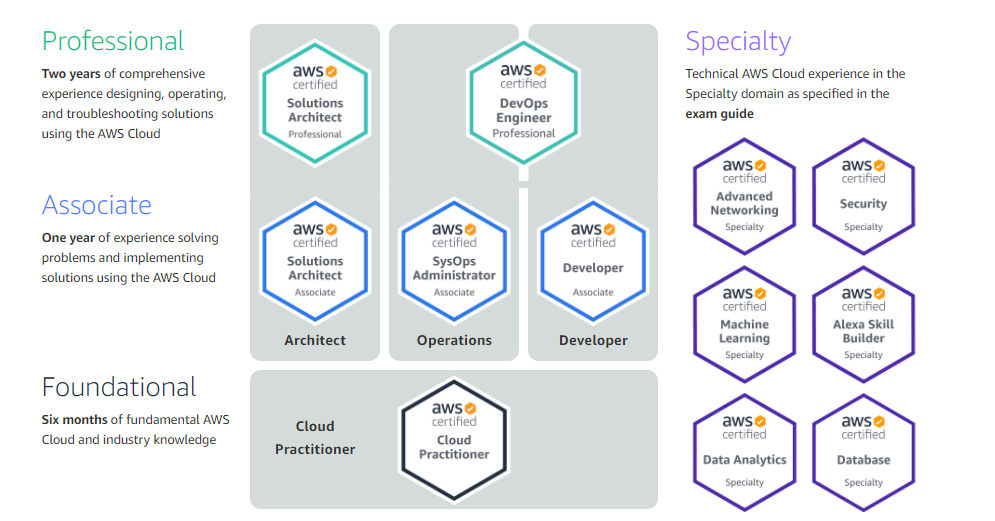 Professional
Two years of comprehensive
experience designing, operating,
and troubleshooting solutions
using the AWS Cloud
aws
certified
Solutions
Architect
Professional
aws
certified
DevOps
Engineer
Professional
Associate
One year of experience solving
problems and implementing
solutions using the AWS Cloud
aws
certified
Solutions
Architect
Associate
aws
certified
SysOps
Administrator
Associate
aws
certified
Developer
Associate
Architect
Operations
Developer
Foundational
Six months of fundamental AWS
Cloud and industry knowledge
Cloud
Practitioner
aws
certified
Cloud
Practitioner
Specialty
Technical AWS Cloud experience in the
Specialty domain as specified in the
exam guide
aws
certified
Advanced
Networking
Specialty
aws
certified
Security
Specialty
aws
certified
Machine
Learning
Specialty
aws
certified
Alexa Skill
Builder
Specialty
aws
certified
Data Analytics
Specialty
aws
certified
Database
Specialty